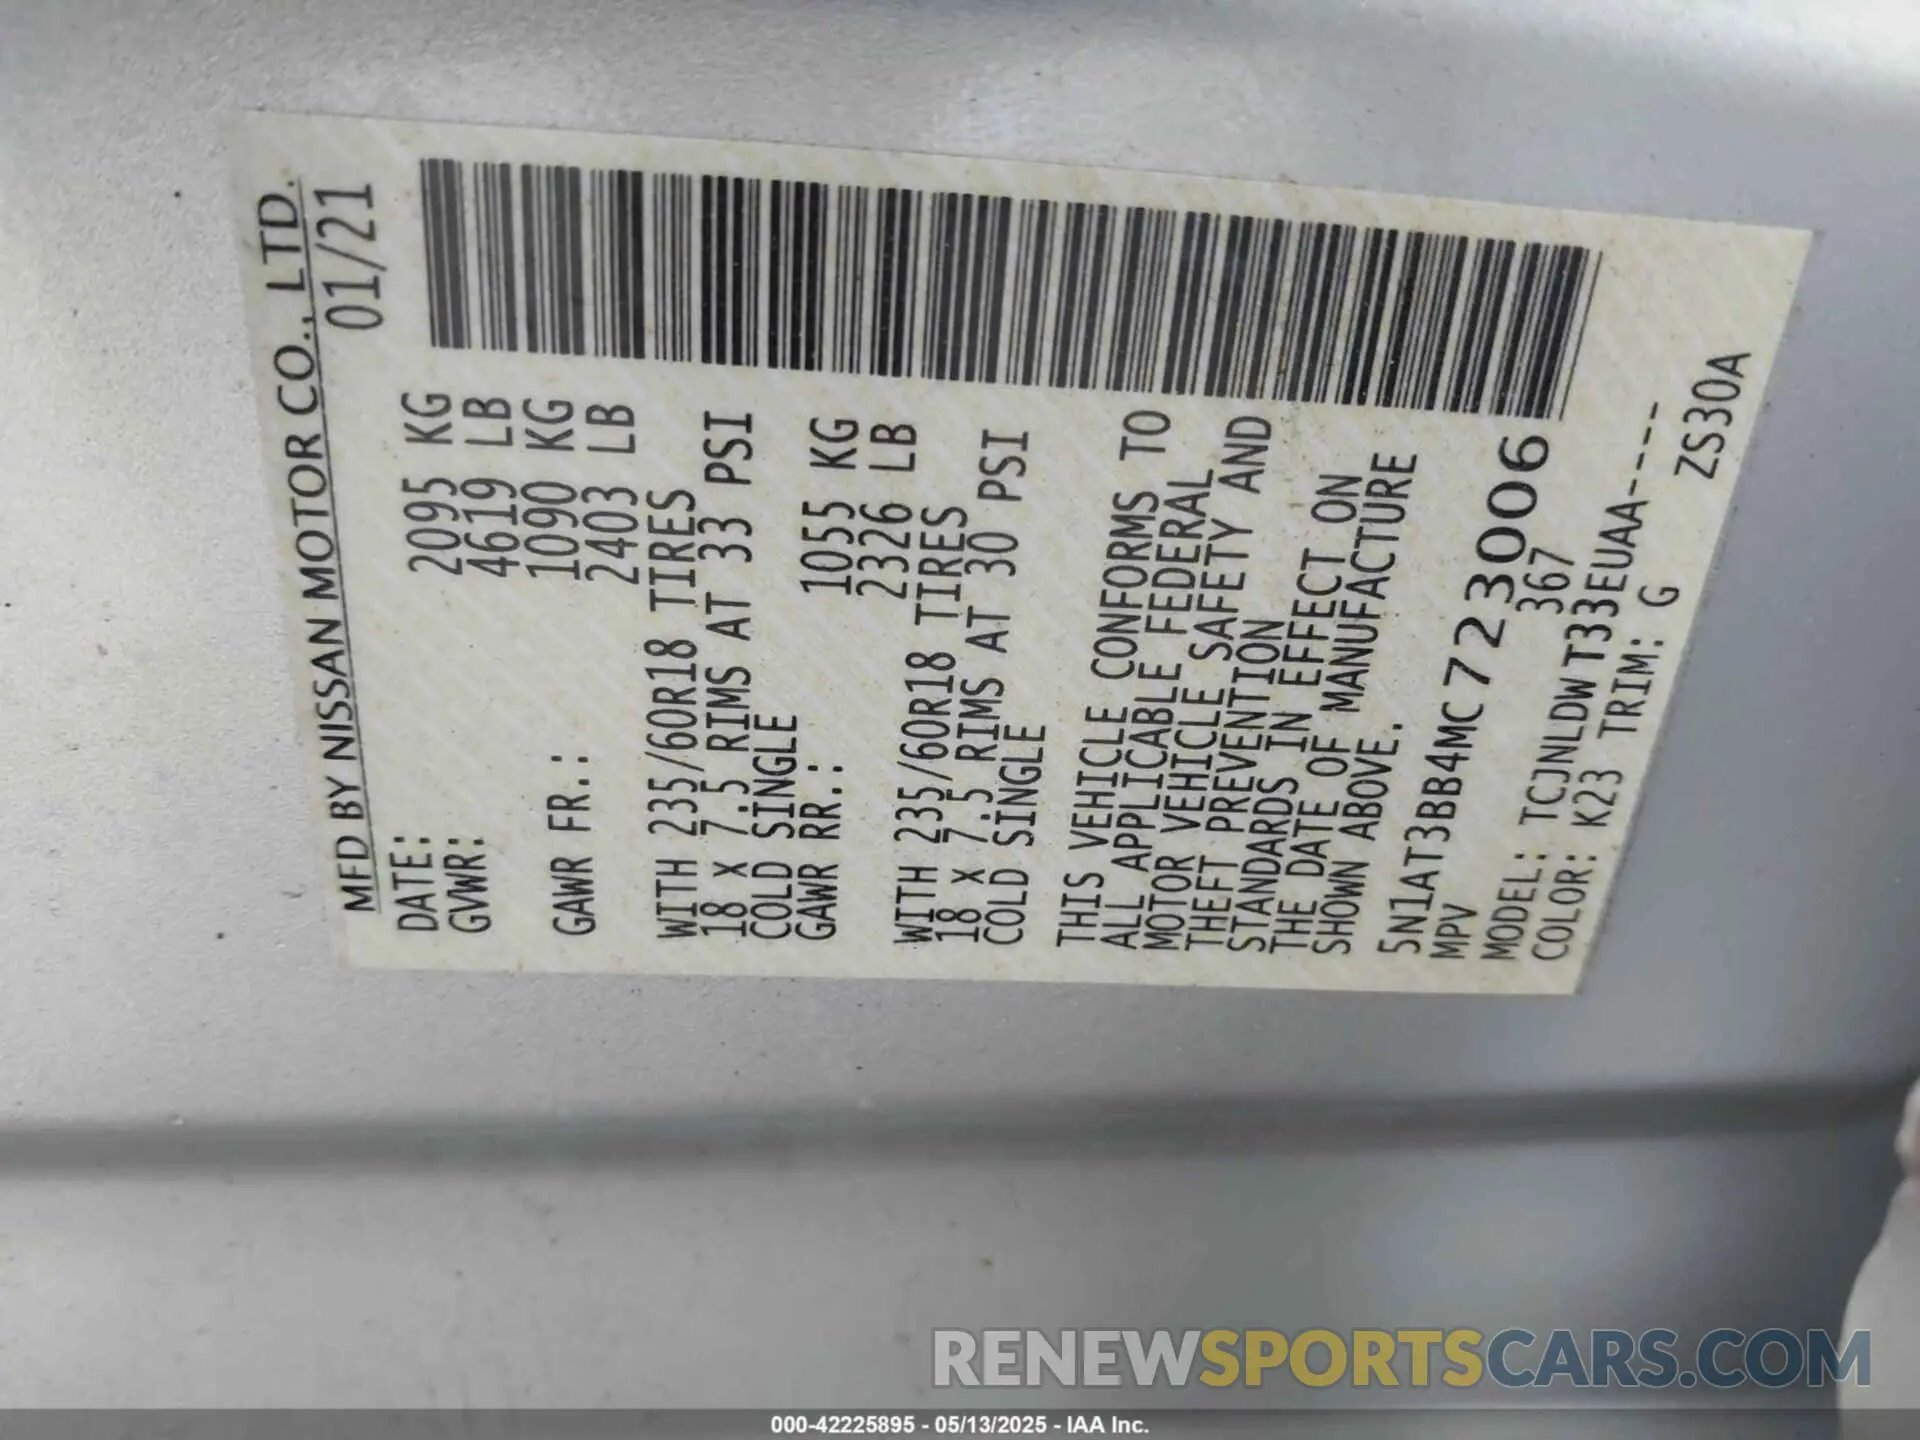 MFD BY NISSAN MOTOR CO., LTD.
DATE: 01/21
GVWR: 2095 KG
4619 LB
GAWR FR.: 1090 KG
2403 LB
WITH 235/60R18 TIRES
18 X 7.5 RIMS AT 33 PSI
COLD SINGLE
GAWR RR.: 1055 KG
2326 LB
WITH 235/60R18 TIRES
18 X 7.5 RIMS AT 30 PSI
COLD SINGLE
THIS VEHICLE CONFORMS TO
ALL APPLICABLE FEDERAL
MOTOR VEHICLE SAFETY AND
THEFT PREVENTION
STANDARDS IN EFFECT ON
THE DATE OF MANUFACTURE
SHOWN ABOVE.
5N1AT3BB4MC723006
MPV 367
MODEL: TCJNLDWT33EUAA-----
COLOR: K23 TRIM: G
ZS30A
RENEWSPORTSCARS.COM
000-42225895 - 05/13/2025 - IAA Inc.